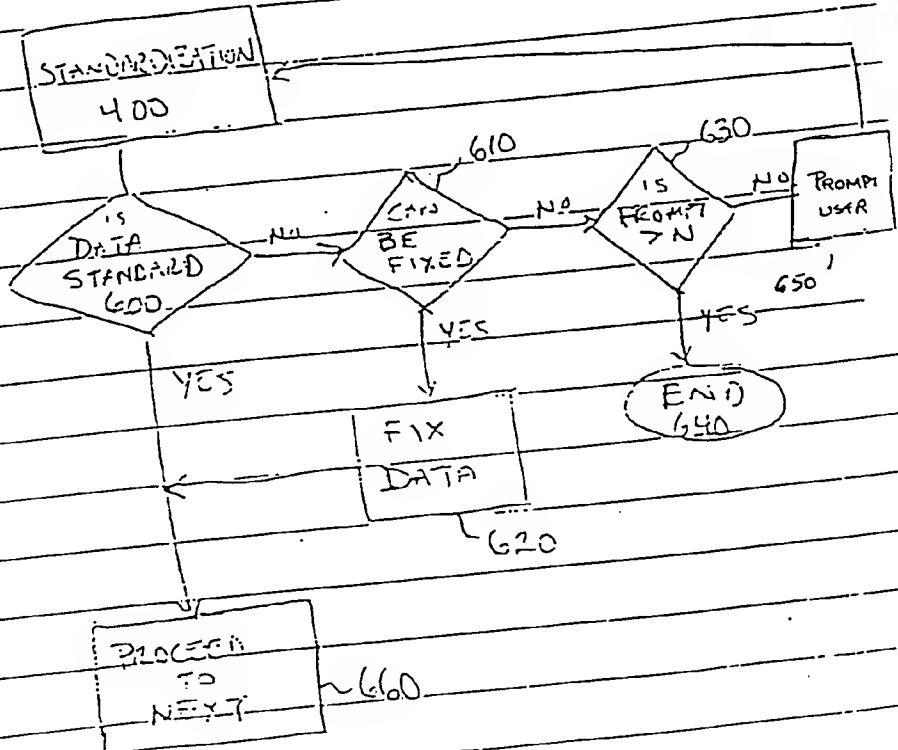 STANDARDIZATION
400
610
630
IS
DATA
STANDARD
600
NO
CAN
BE
FIXED
NO
IS
PROMPT
> N
NO
PROMPT
USER
650
YES
YES
YES
FIX
DATA
620
END
640
PROCEED
TO
NEXT
660